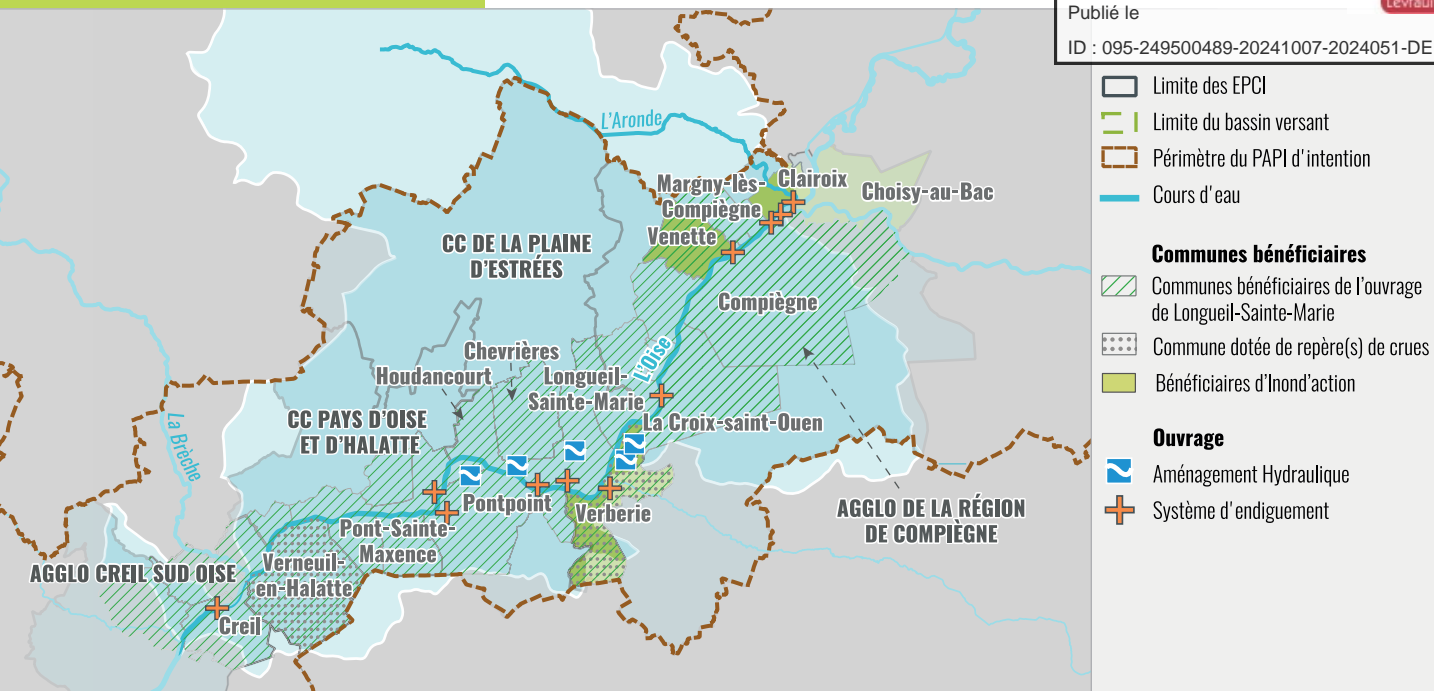 Levrault
Publié le
ID : 095-249500489-20241007-2024051-DE
Limite des EPCI
Limite du bassin versant
Périmètre du PAPI d'intention
Cours d'eau
Communes bénéficiaires
Communes bénéficiaires de l'ouvrage
de Longueil-Sainte-Marie
Commune dotée de repère(s) de crues
Bénéficiaires d'Inond'action
Ouvrage
Aménagement Hydraulique
Système d'endiguement
L'Aronde
Margny-lès-
Compiègne
Clairoix
Choisy-au-Bac
Venette
CC DE LA PLAINE
D'ESTRÉES
Compiègne
L'Oise
Chevrières
Houdancourt
Longueil-
Sainte-Marie
La Croix-saint-Ouen
CC PAYS D'OISE
ET D'HALATTE
La Brèche
Pontpoint
Verberie
AGGLO DE LA RÉGION
DE COMPIÈGNE
Pont-Sainte-
Maxence
Verneuil-
en-Halatte
AGGLO CREIL SUD OISE
Creil